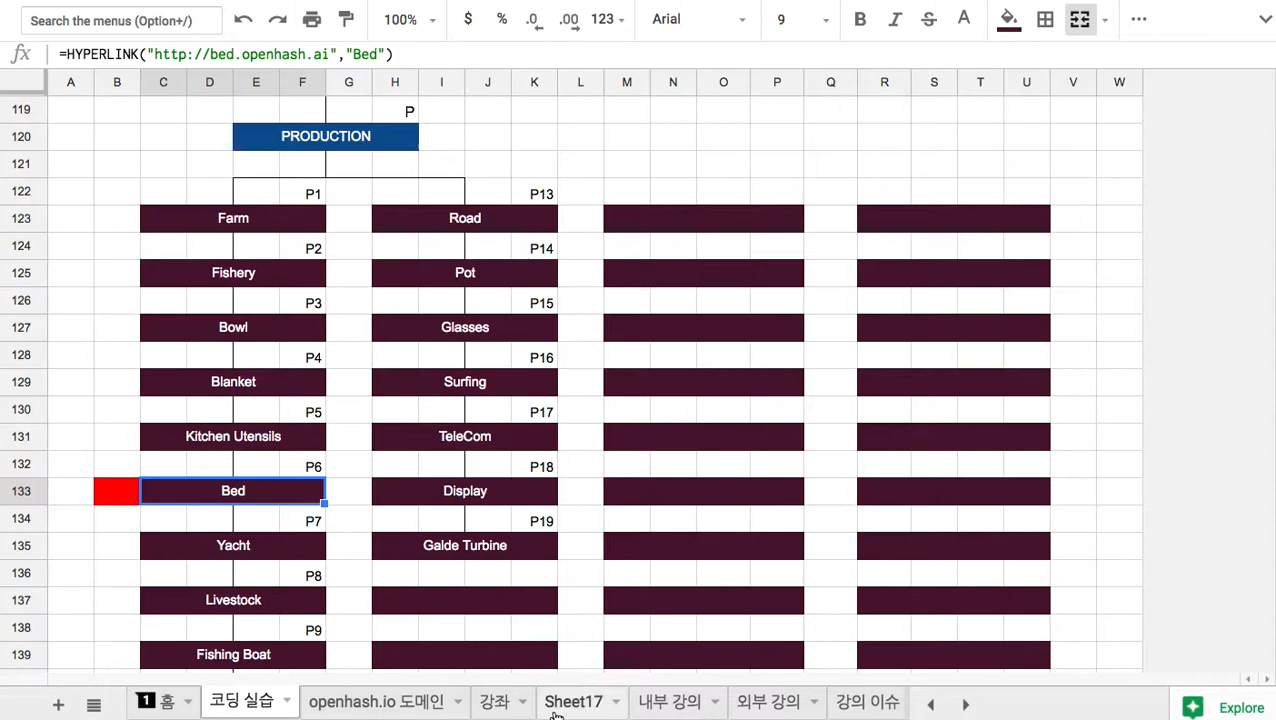 Search the menus (Option+/) 100% $ % .0 .00 123 Arial 9 B I S A
fx =HYPERLINK("http://bed.openhash.ai","Bed")
A B C D E F G H I J K L M N O P Q R S T U V W
119 P
120 PRODUCTION
121
122 P1 P13
123 Farm Road
124 P2 P14
125 Fishery Pot
126 P3 P15
127 Bowl Glasses
128 P4 P16
129 Blanket Surfing
130 P5 P17
131 Kitchen Utensils TeleCom
132 P6 P18
133 Bed Display
134 P7 P19
135 Yacht Galde Turbine
136 P8
137 Livestock
138 P9
139 Fishing Boat
1 홈 코딩 실습 openhash.io 도메인 강좌 Sheet17 내부 강의 외부 강의 강의 이슈 Explore